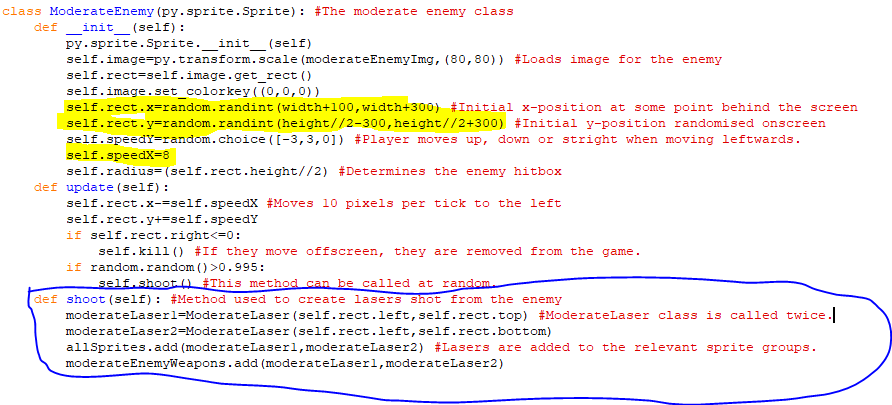 class ModerateEnemy(py.sprite.Sprite): #The moderate enemy class
    def __init__(self):
        py.sprite.Sprite.__init__(self)
        self.image=py.transform.scale(moderateEnemyImg,(80,80)) #Loads image for the enemy
        self.rect=self.image.get_rect()
        self.image.set_colorkey((0,0,0))
        self.rect.x=random.randint(width+100,width+300) #Initial x-position at some point behind the screen
        self.rect.y=random.randint(height//2-300,height//2+300) #Initial y-position randomised onscreen
        self.speedY=random.choice([-3,3,0]) #Player moves up, down or stright when moving leftwards.
        self.speedX=8
        self.radius=(self.rect.height//2) #Determines the enemy hitbox
    def update(self):
        self.rect.x-=self.speedX #Moves 10 pixels per tick to the left
        self.rect.y+=self.speedY
        if self.rect.right<=0:
            self.kill() #If they move offscreen, they are removed from the game.
        if random.random()>0.995:
            self.shoot() #This method can be called at random.
    def shoot(self): #Method used to create lasers shot from the enemy
        moderateLaser1=ModerateLaser(self.rect.left,self.rect.top) #ModerateLaser class is called twice.
        moderateLaser2=ModerateLaser(self.rect.left,self.rect.bottom)
        allSprites.add(moderateLaser1,moderateLaser2) #Lasers are added to the relevant sprite groups.
        moderateEnemyWeapons.add(moderateLaser1,moderateLaser2)